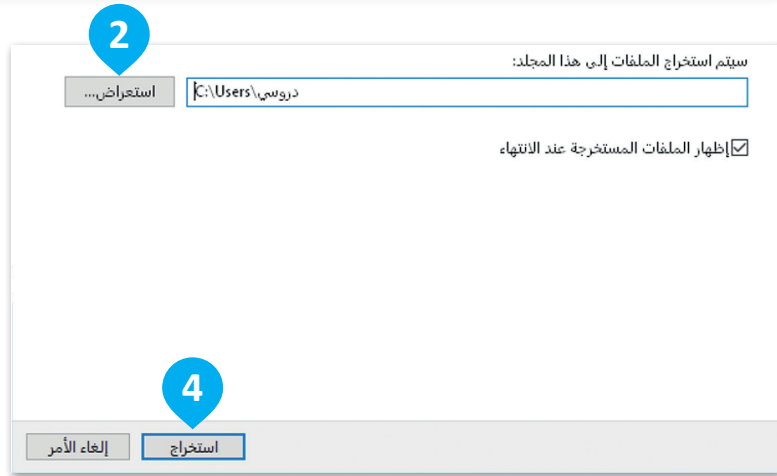 2
سيتم استخراج الملفات إلى هذا المجلد:
C:\Users\دروسي
استعراض...
إظهار الملفات المستخرجة عند الانتهاء
4
استخراج
إلغاء الأمر